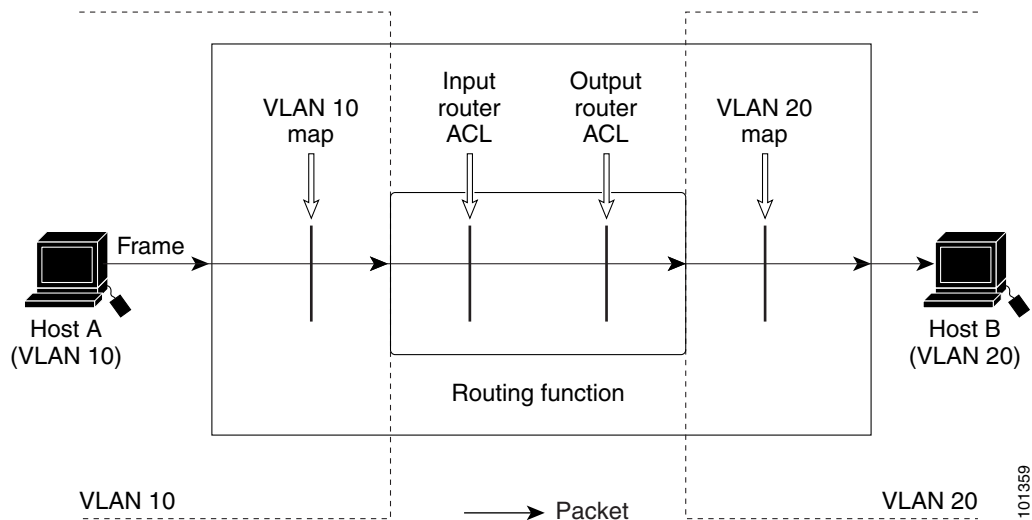 VLAN 10
map
Input
router
ACL
Output
router
ACL
VLAN 20
map
Frame
Host A
(VLAN 10)
Host B
(VLAN 20)
Routing function
VLAN 10
Packet
VLAN 20
101359